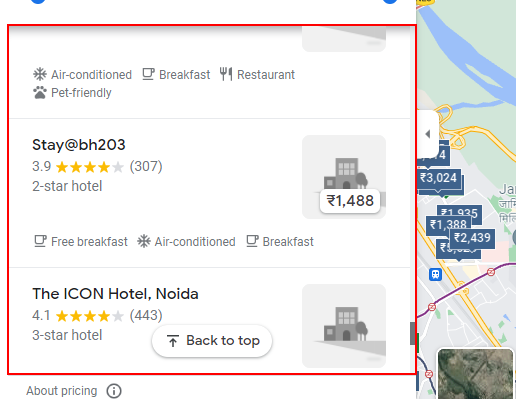 Air-conditioned Breakfast Restaurant
Pet-friendly
Stay@bh203
3.9 (307)
2-star hotel
₹1,488
Free breakfast Air-conditioned Breakfast
The ICON Hotel, Noida
4.1 (443)
3-star hotel
Back to top
About pricing
₹3,024
₹1,935
₹1,388
₹2,439